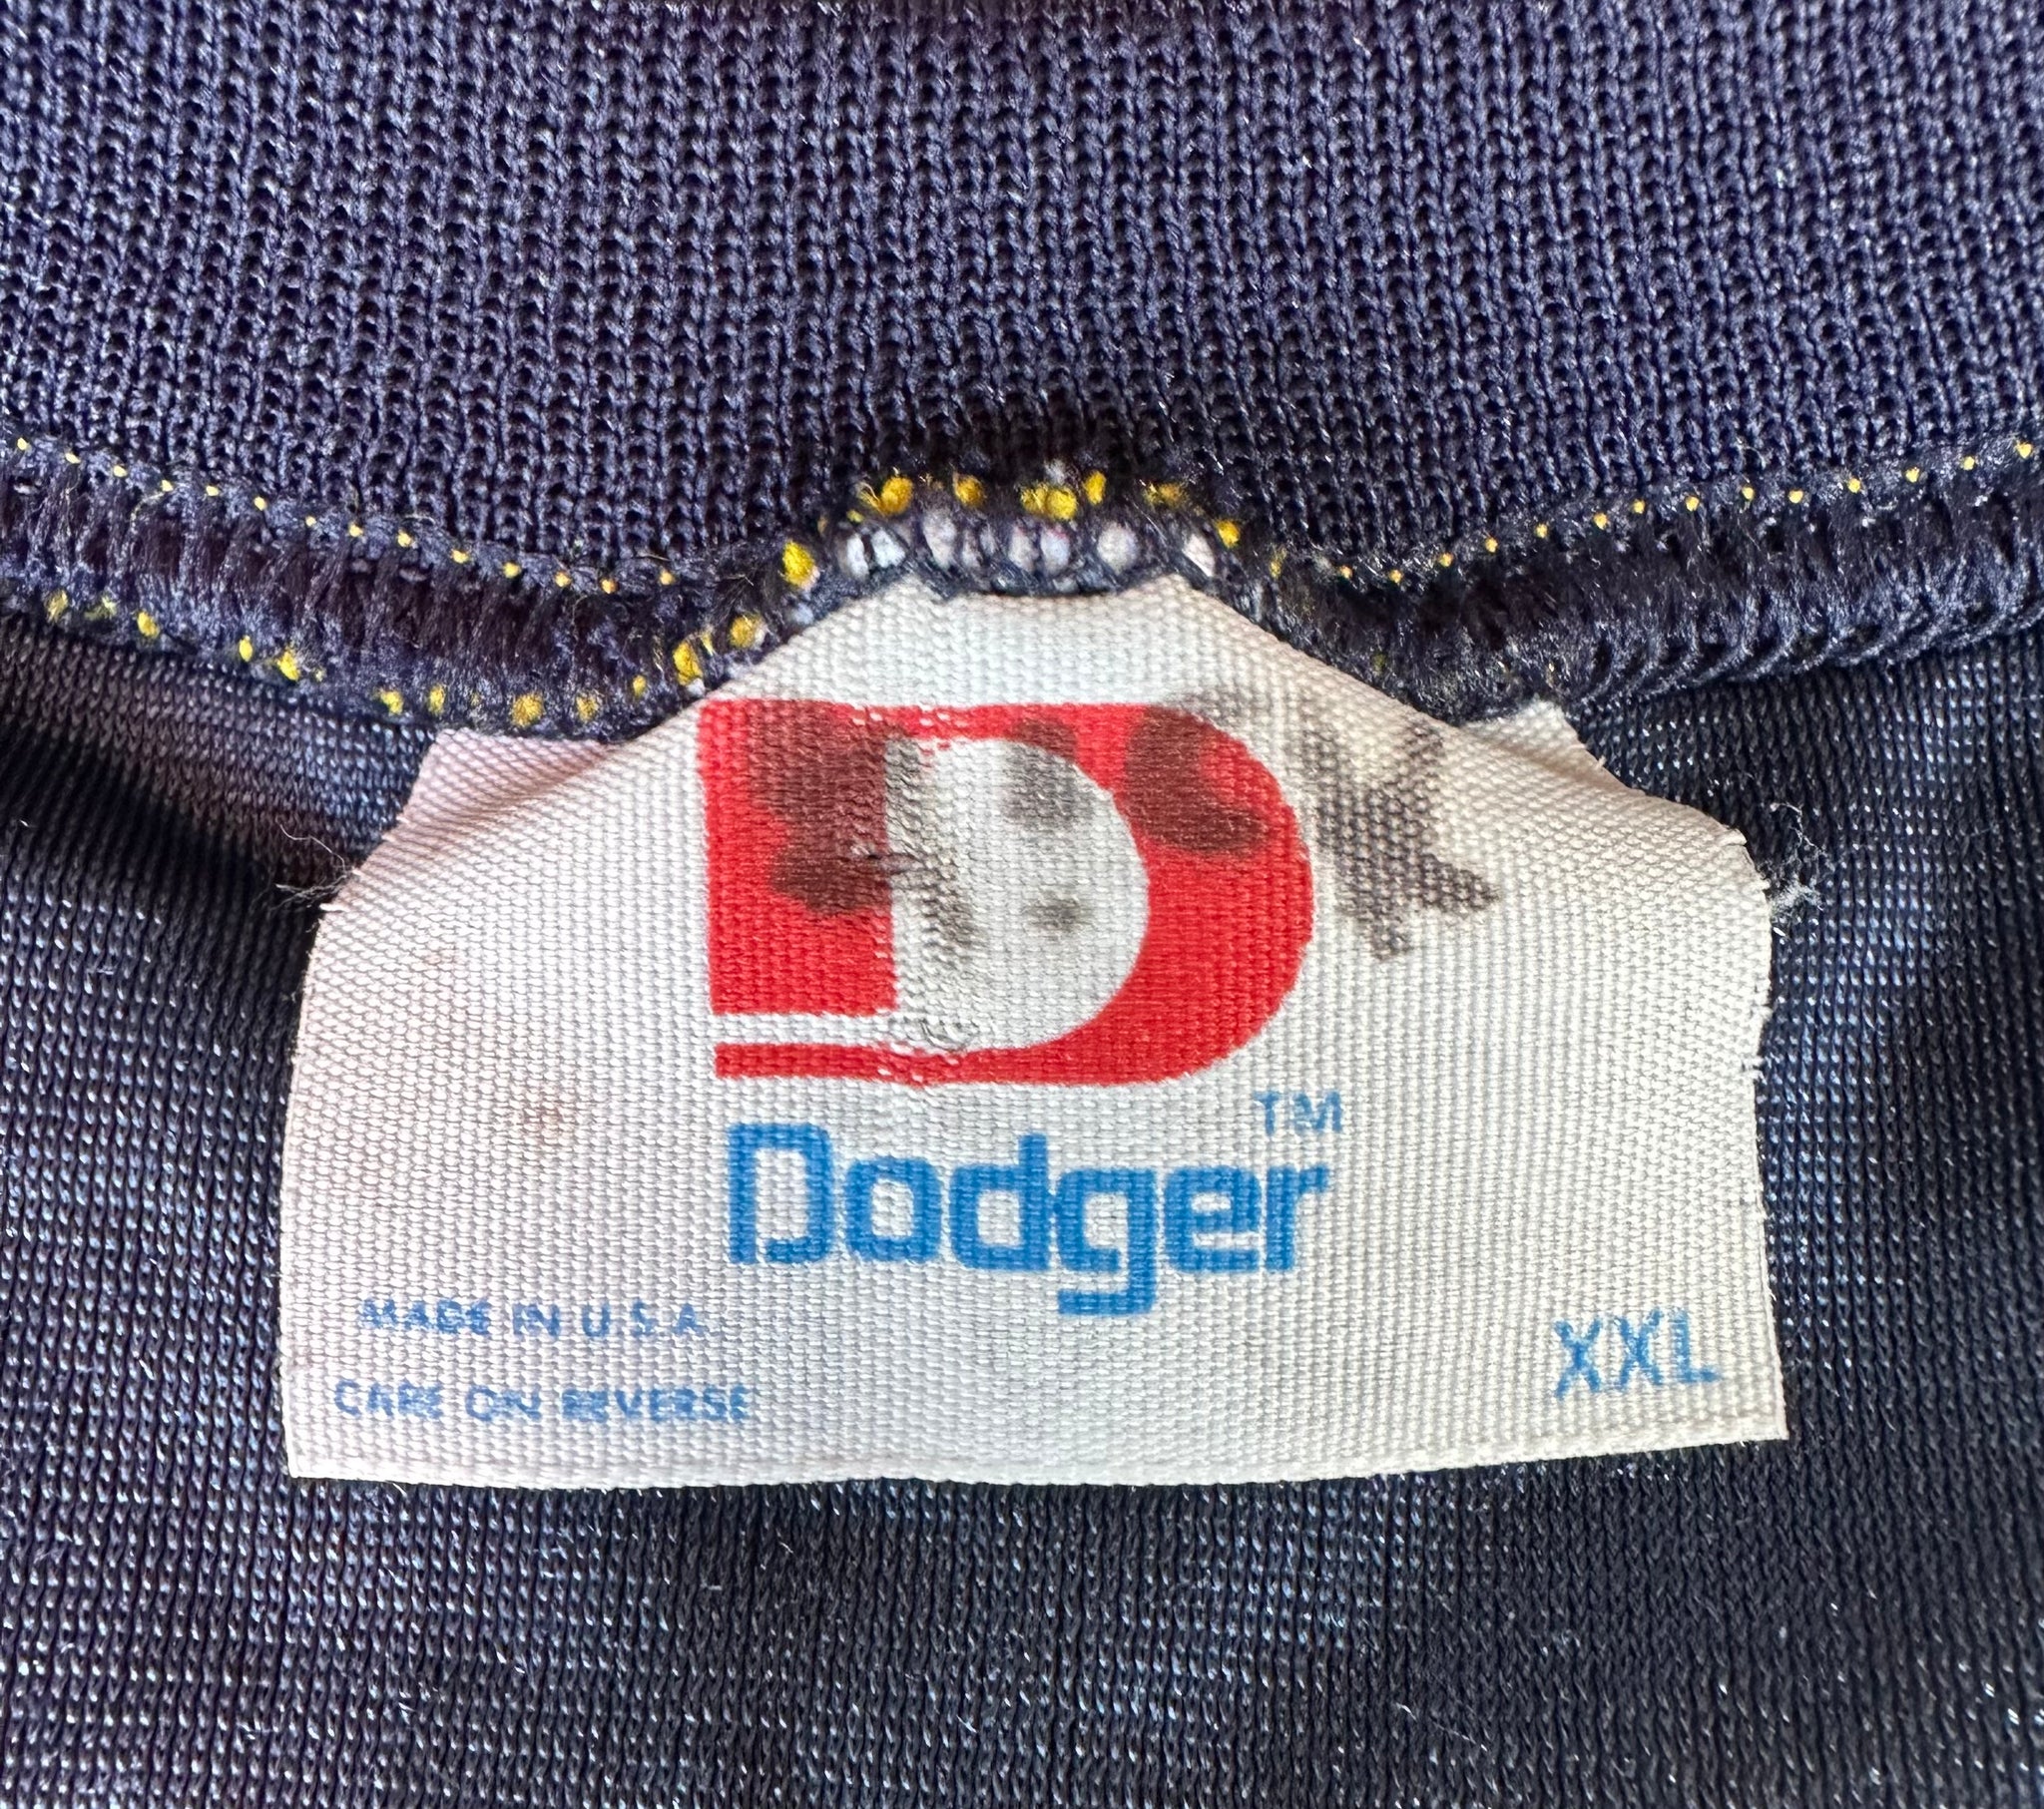 D
TM
Dodger
MADE IN U.S.A.
CARE ON REVERSE
XXL